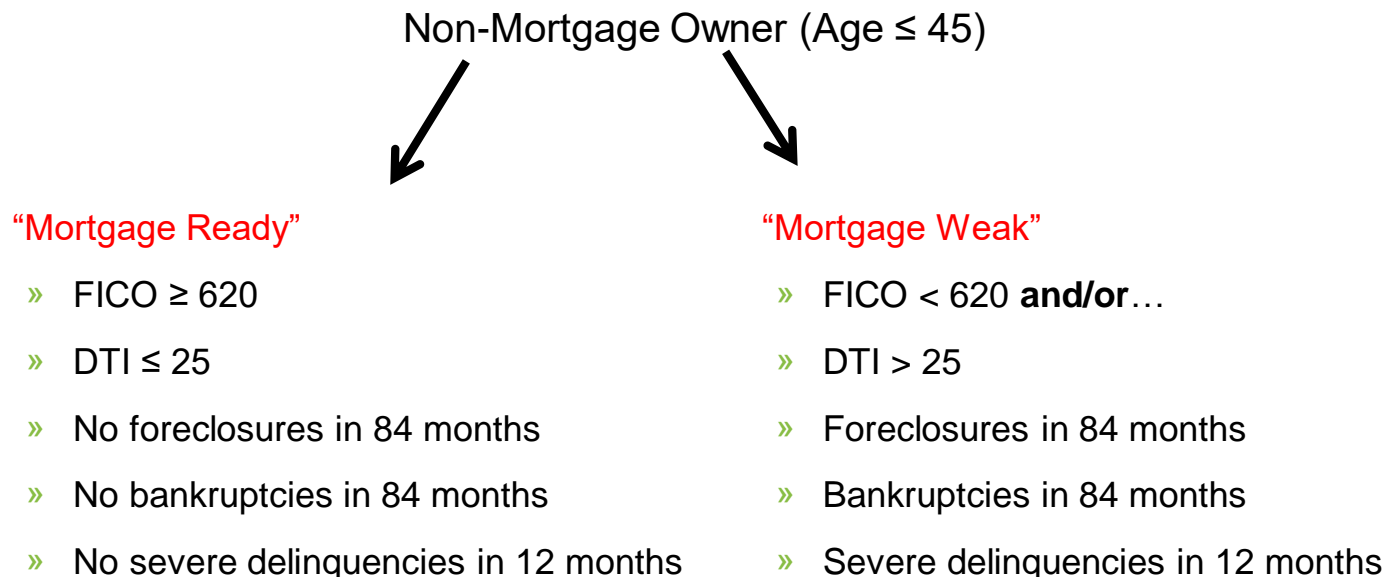 Non-Mortgage Owner (Age ≤ 45)
“Mortgage Ready”
» FICO ≥ 620
» DTI ≤ 25
» No foreclosures in 84 months
» No bankruptcies in 84 months
» No severe delinquencies in 12 months
“Mortgage Weak”
» FICO < 620 and/or…
» DTI > 25
» Foreclosures in 84 months
» Bankruptcies in 84 months
» Severe delinquencies in 12 months